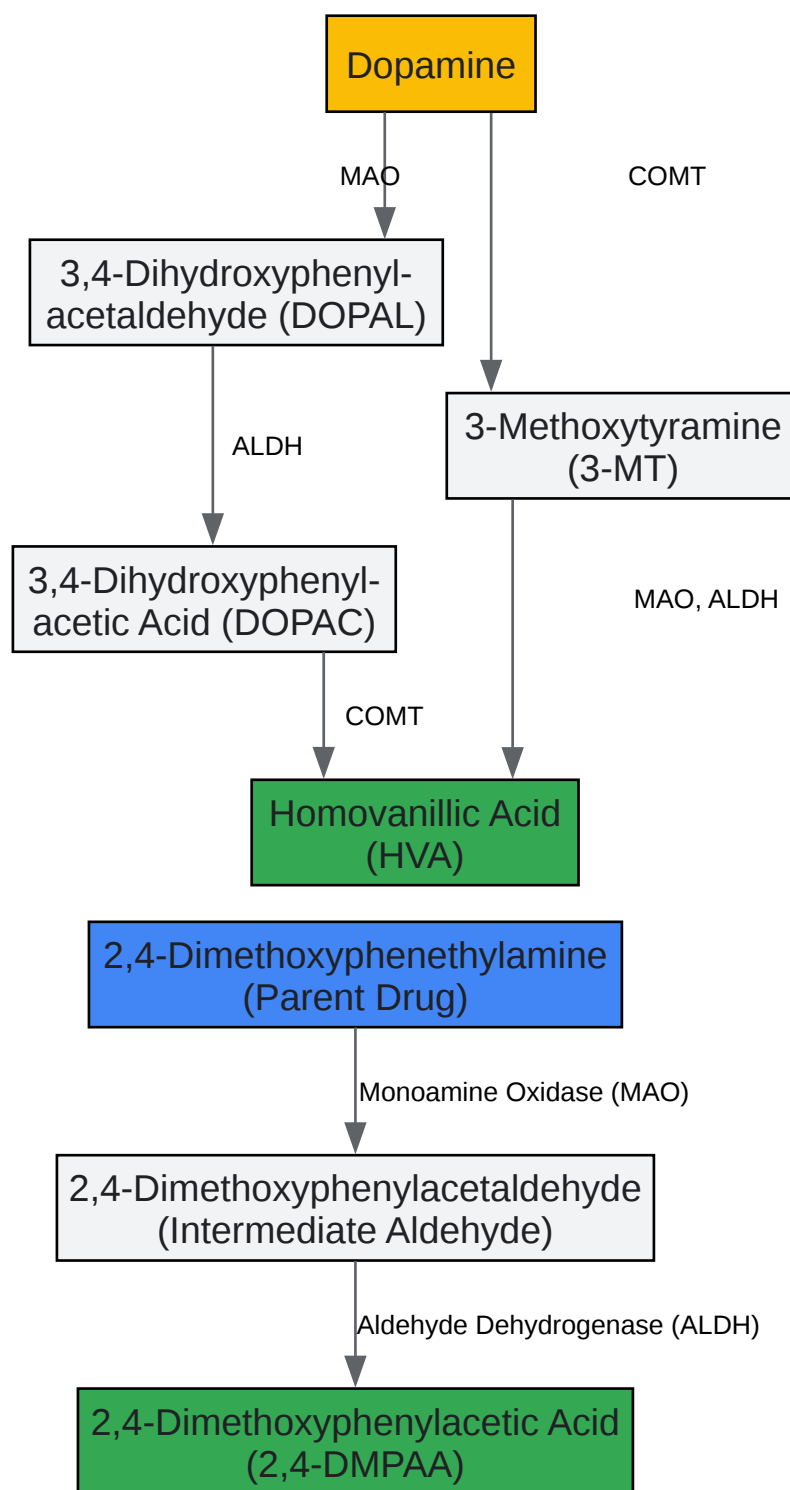 Dopamine
MAO
COMT
3,4-Dihydroxyphenyl-
acetaldehyde (DOPAL)
3-Methoxytyramine
(3-MT)
ALDH
3,4-Dihydroxyphenyl-
acetic Acid (DOPAC)
MAO, ALDH
COMT
Homovanillic Acid
(HVA)
2,4-Dimethoxyphenethylamine
(Parent Drug)
Monoamine Oxidase (MAO)
2,4-Dimethoxyphenylacetaldehyde
(Intermediate Aldehyde)
Aldehyde Dehydrogenase (ALDH)
2,4-Dimethoxyphenylacetic Acid
(2,4-DMPAA)